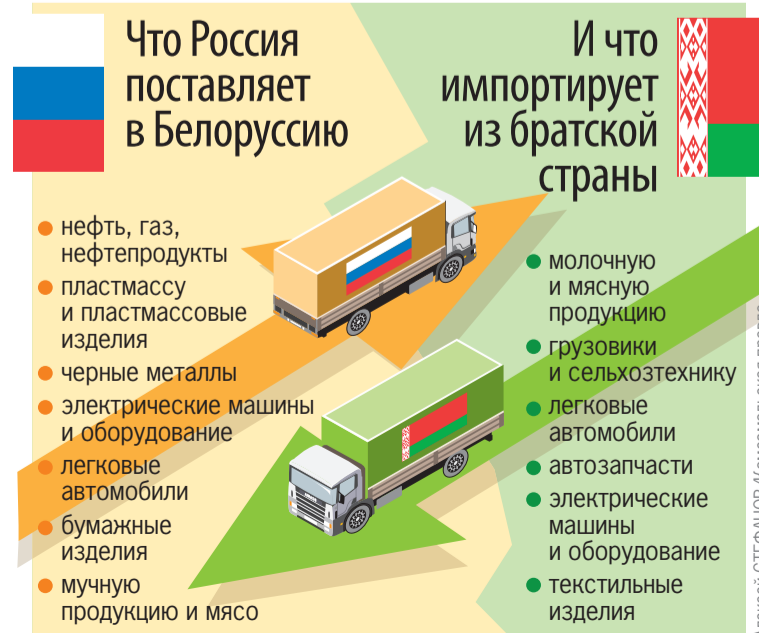 Что Россия
поставляет
в Белоруссию
И что
импортирует
из братской
страны
нефть, газ,
нефтепродукты
пластмассу
и пластмассовые
изделия
черные металлы
электрические машины
и оборудование
легковые
автомобили
бумажные
изделия
мучную
продукцию и мясо
молочную
и мясную
продукцию
грузовики
и сельхозтехнику
легковые
автомобили
автозапчасти
электрические
машины
и оборудование
текстильные
изделия
СТЕФАНОВ